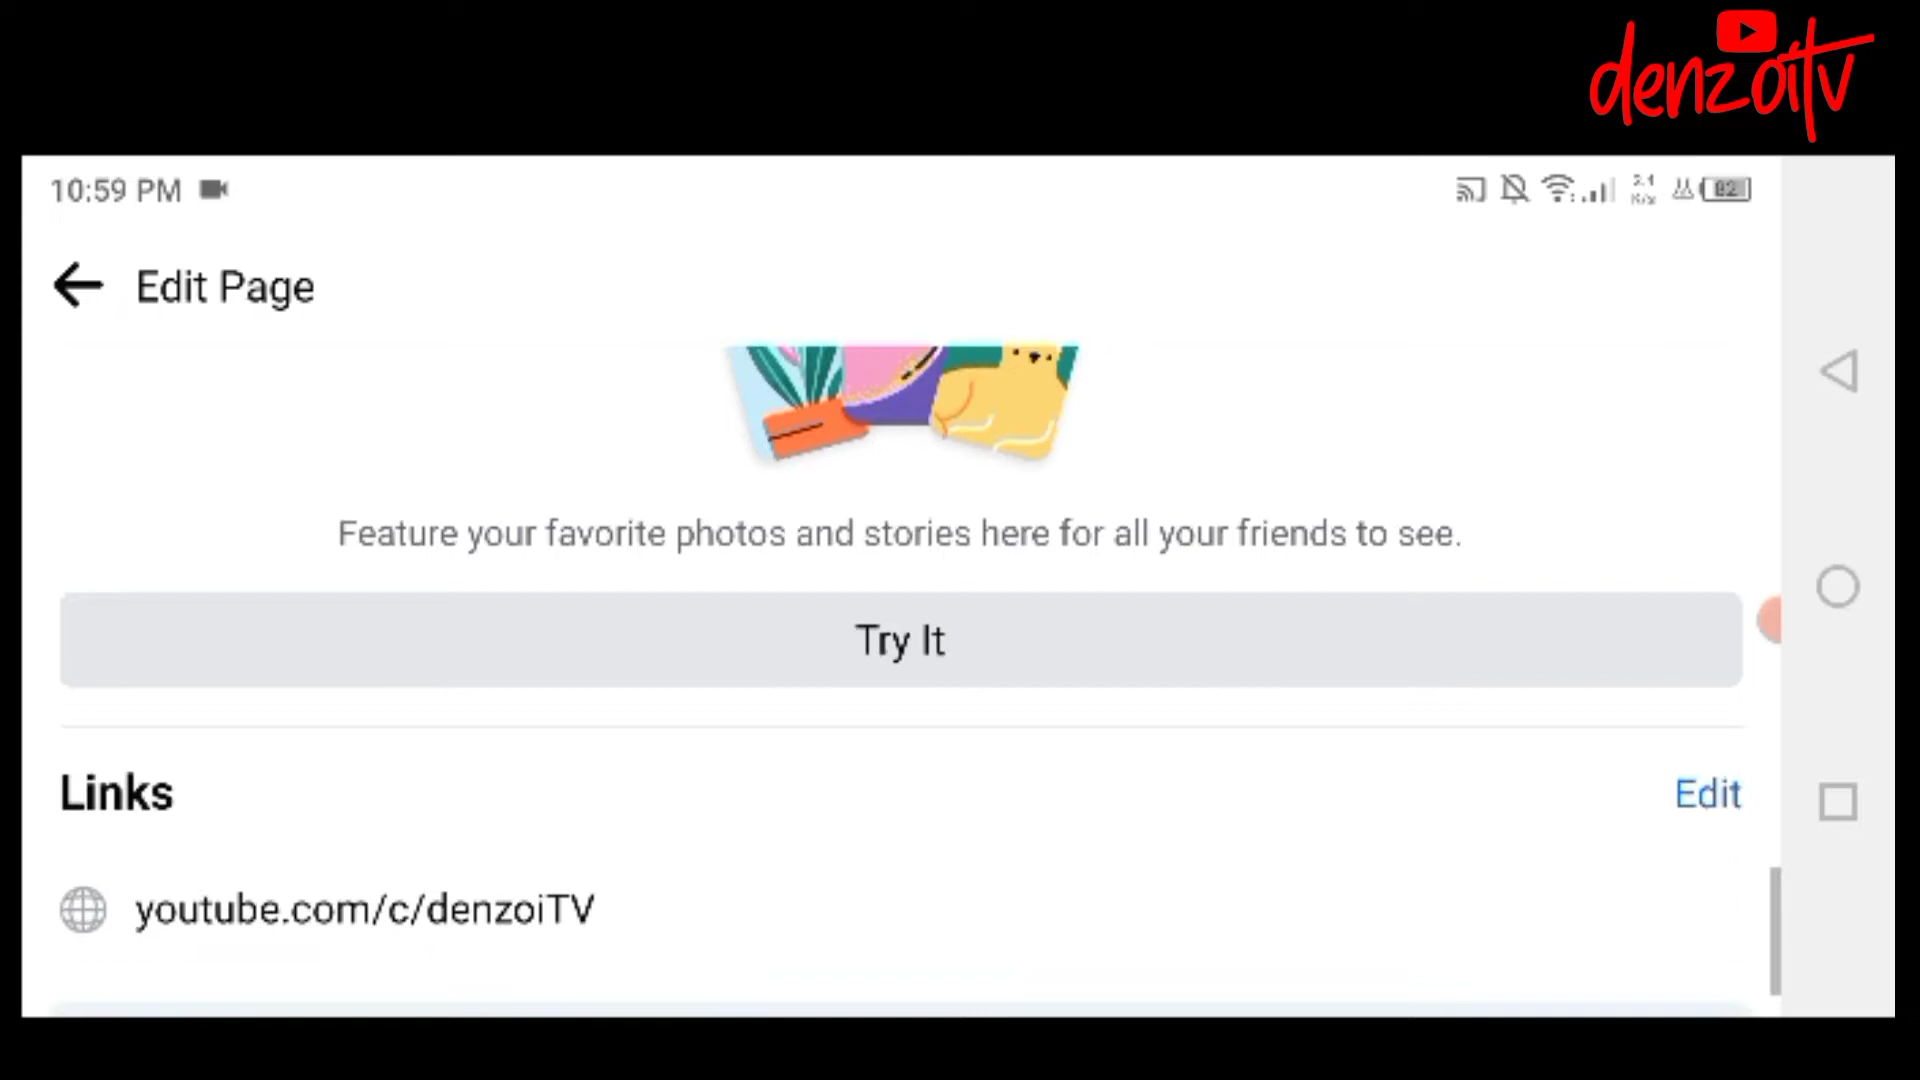 denzoitv
10:59 PM
82
Edit Page
Feature your favorite photos and stories here for all your friends to see.
Try It
Links
Edit
youtube.com/c/denzoiTV